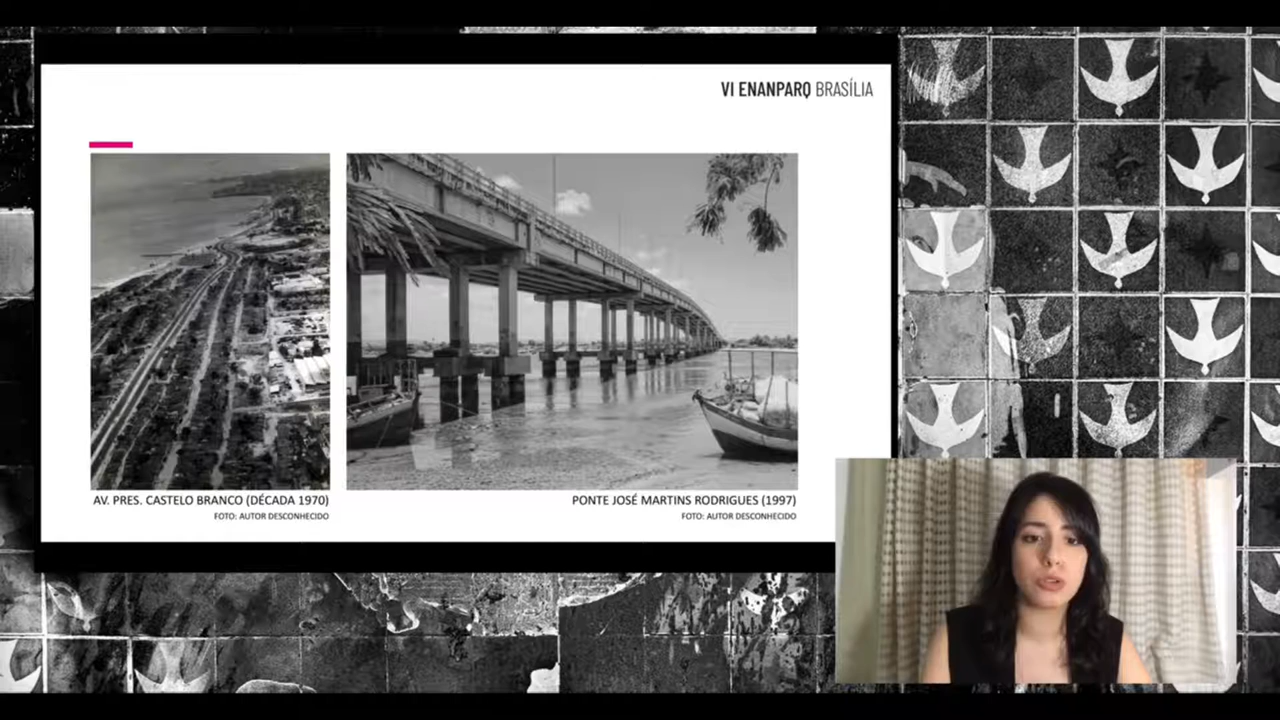 VI ENANPARQ BRASÍLIA
AV. PRES. CASTELO BRANCO (DÉCADA 1970)
FOTO: AUTOR DESCONHECIDO
PONTE JOSÉ MARTINS RODRIGUES (1997)
FOTO: AUTOR DESCONHECIDO